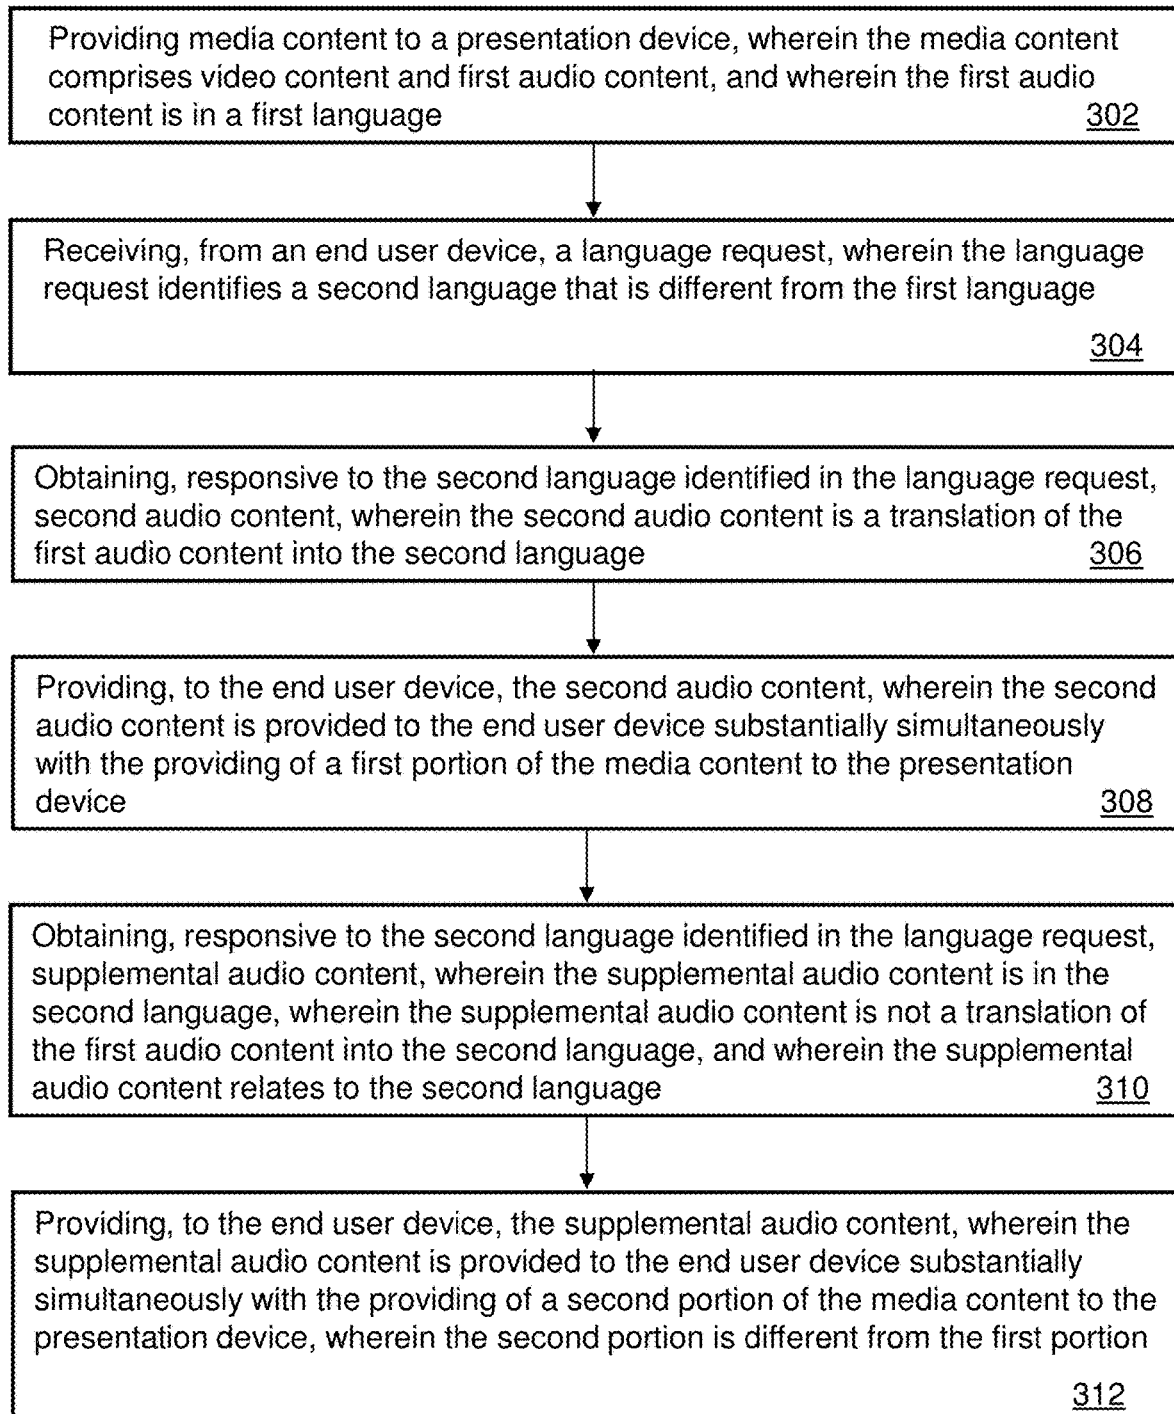 Providing media content to a presentation device, wherein the media content
comprises video content and first audio content, and wherein the first audio
content is in a first language
302
Receiving, from an end user device, a language request, wherein the language
request identifies a second language that is different from the first language
304
Obtaining, responsive to the second language identified in the language request,
second audio content, wherein the second audio content is a translation of the
first audio content into the second language
306
Providing, to the end user device, the second audio content, wherein the second
audio content is provided to the end user device substantially simultaneously
with the providing of a first portion of the media content to the presentation
device
308
Obtaining, responsive to the second language identified in the language request,
supplemental audio content, wherein the supplemental audio content is in the
second language, wherein the supplemental audio content is not a translation of
the first audio content into the second language, and wherein the supplemental
audio content relates to the second language
310
Providing, to the end user device, the supplemental audio content, wherein the
supplemental audio content is provided to the end user device substantially
simultaneously with the providing of a second portion of the media content to the
presentation device, wherein the second portion is different from the first portion
312